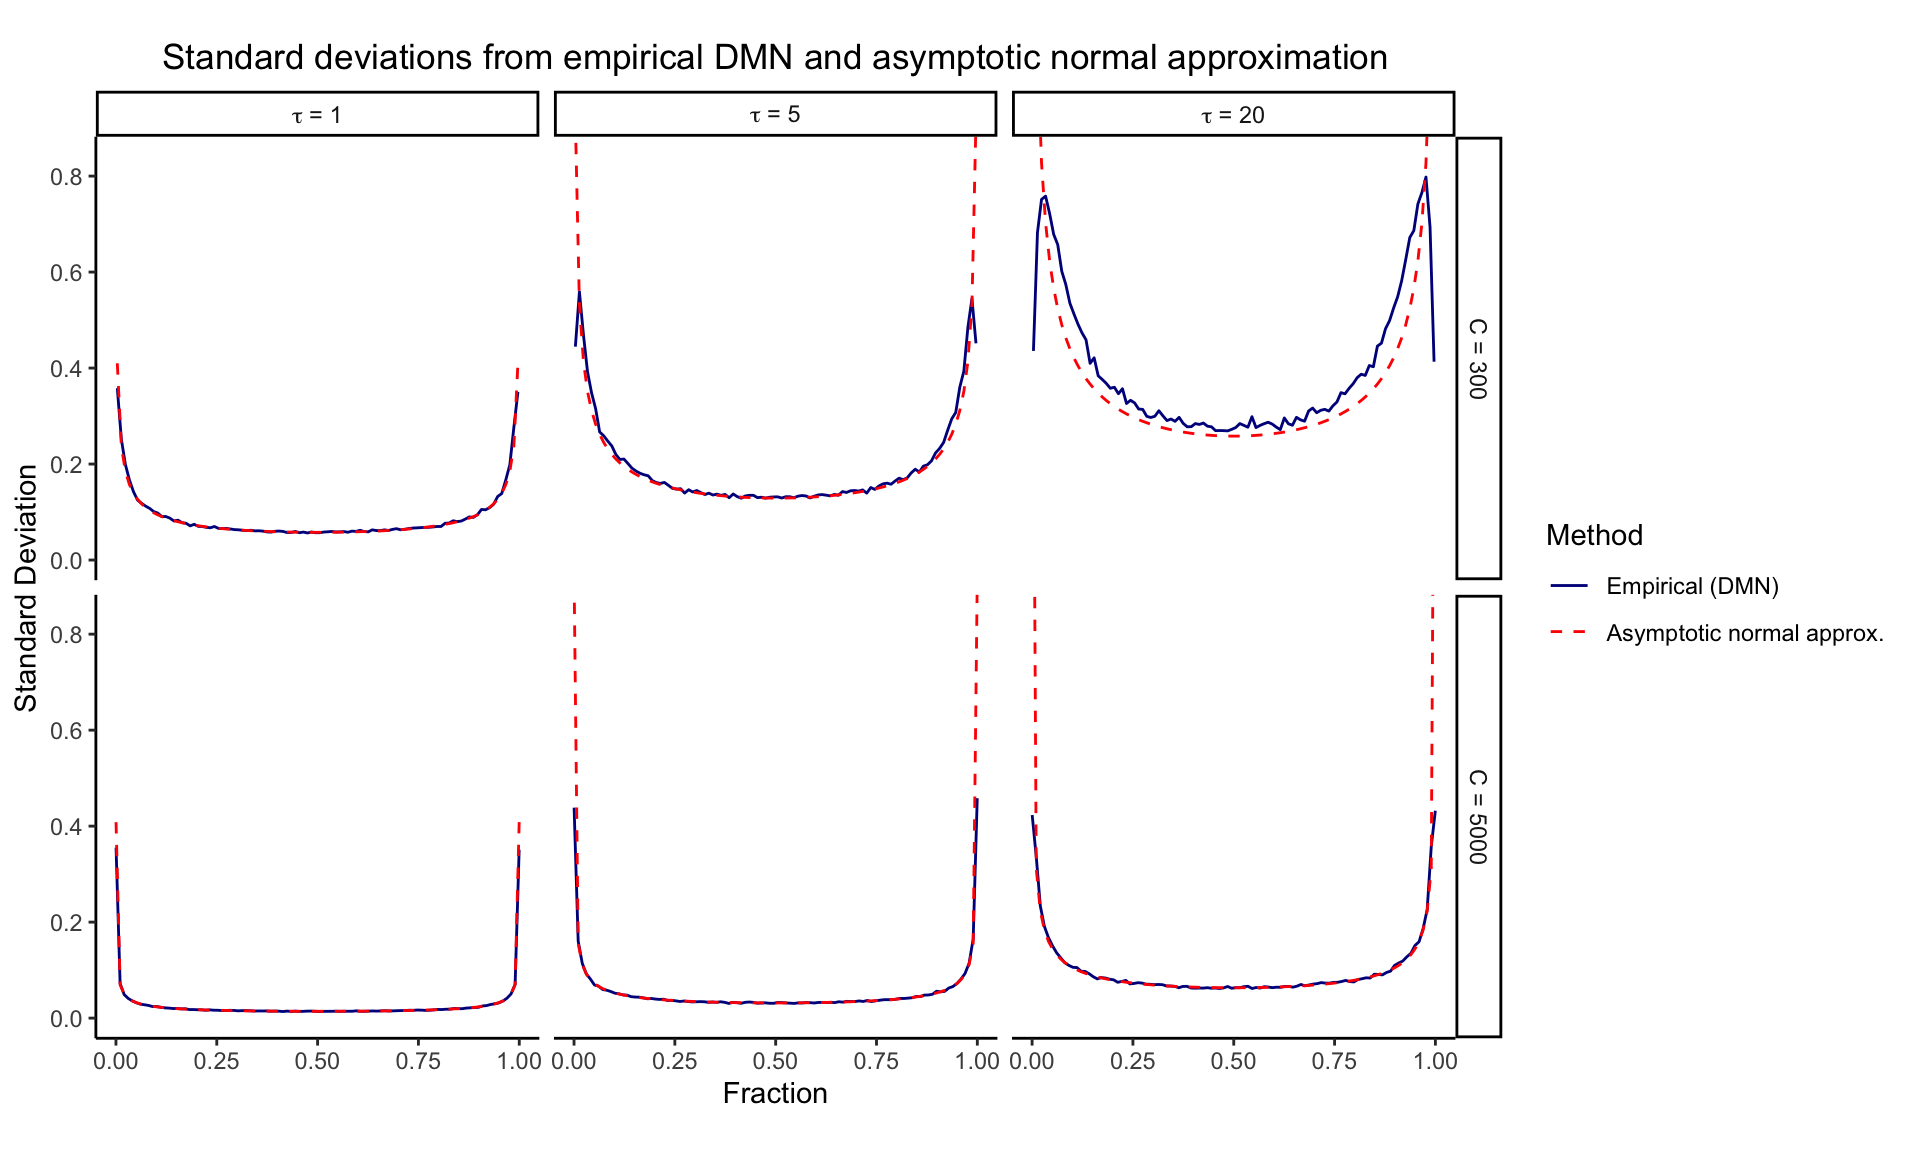 Standard deviations from empirical DMN and asymptotic normal approximation
τ = 1
τ = 5
τ = 20
0.8
0.6
0.4
0.2
0.0
C = 300
0.8
0.6
0.4
0.2
0.0
C = 5000
Standard Deviation
0.00 0.25 0.50 0.75 1.00
0.00 0.25 0.50 0.75 1.00
0.00 0.25 0.50 0.75 1.00
Fraction
Method
Empirical (DMN)
Asymptotic normal approx.